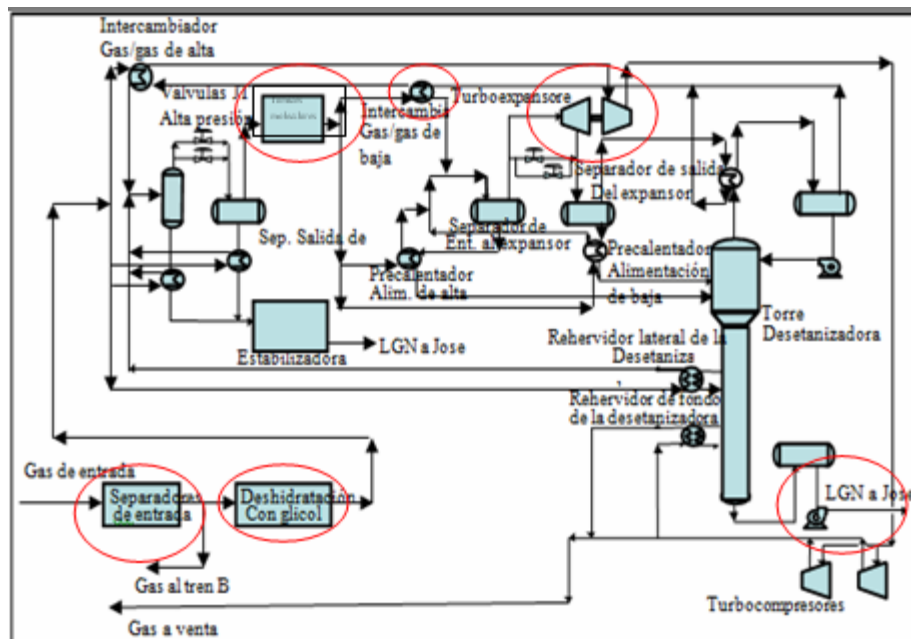 Intercambiador
Gas/gas de alta
Valvulas JT
Alta presión
Intercambia
Gas/gas de
baja
Turboexpansore
Separador de salida
Del expansor
Sep. Salida de
Separador de
Ent. al expansor
Precalentador
Alim. de alta
Precalentador
Alimentación
de baja
Torre
Desetanizadora
Estabilizadora
LGN a Jose
Rehervidor lateral de la
Desetaniza
Rehervidor de fondo
de la desetanizadora
Gas de entrada
Separadores
de entrada
Deshidratación
Con glicol
LGN a Jose
Gas al tren B
Turbocompresores
Gas a venta